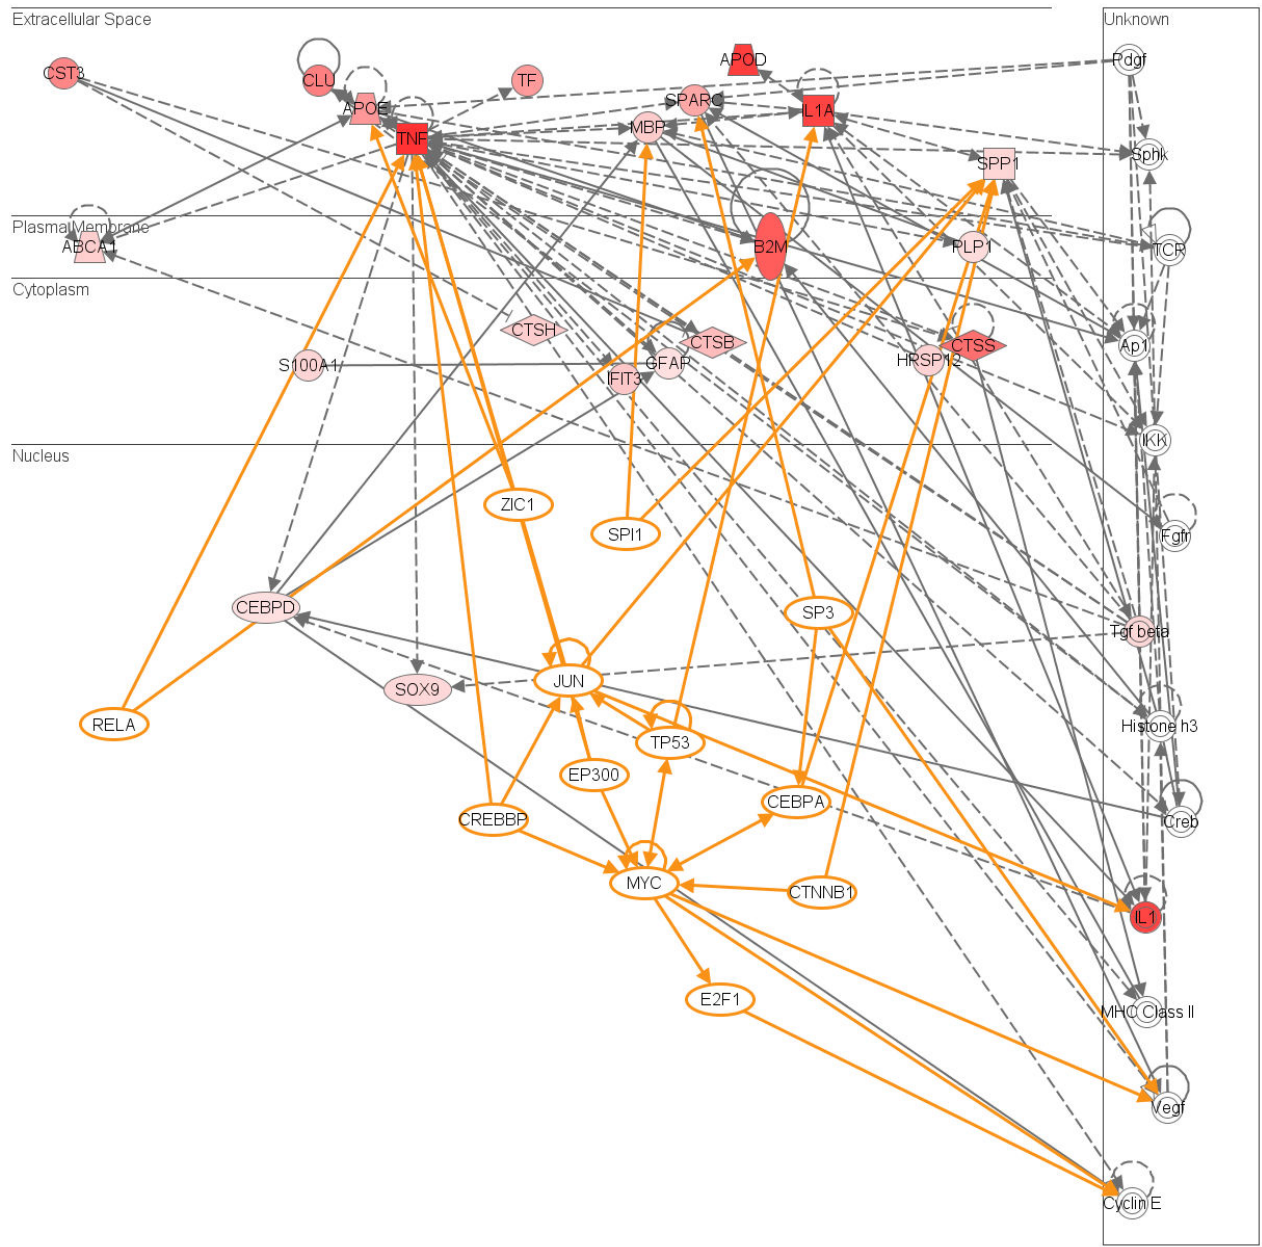 Extracellular Space
Unknown
CST3
CLU
APOE
TF
APOD
SPARC
IL1A
MBP
TNF
SPP1
Pdgf
Sphk
Plasma Membrane
ABCA1
B2M
PLP1
TCR
Cytoplasm
CTSH
CTSB
CTSS
S100A1
GFAP
IFIT3
HRSP12
Ap1
IKK
Nucleus
ZIC1
SPI1
Fgfr
CEBPD
SP3
Tgf beta
JUN
SOX9
RELA
TP53
Histone h3
EP300
CEBPA
CREBBP
Creb
MYC
CTNNB1
IL1
E2F1
MHC Class II
Vegf
Cyclin E